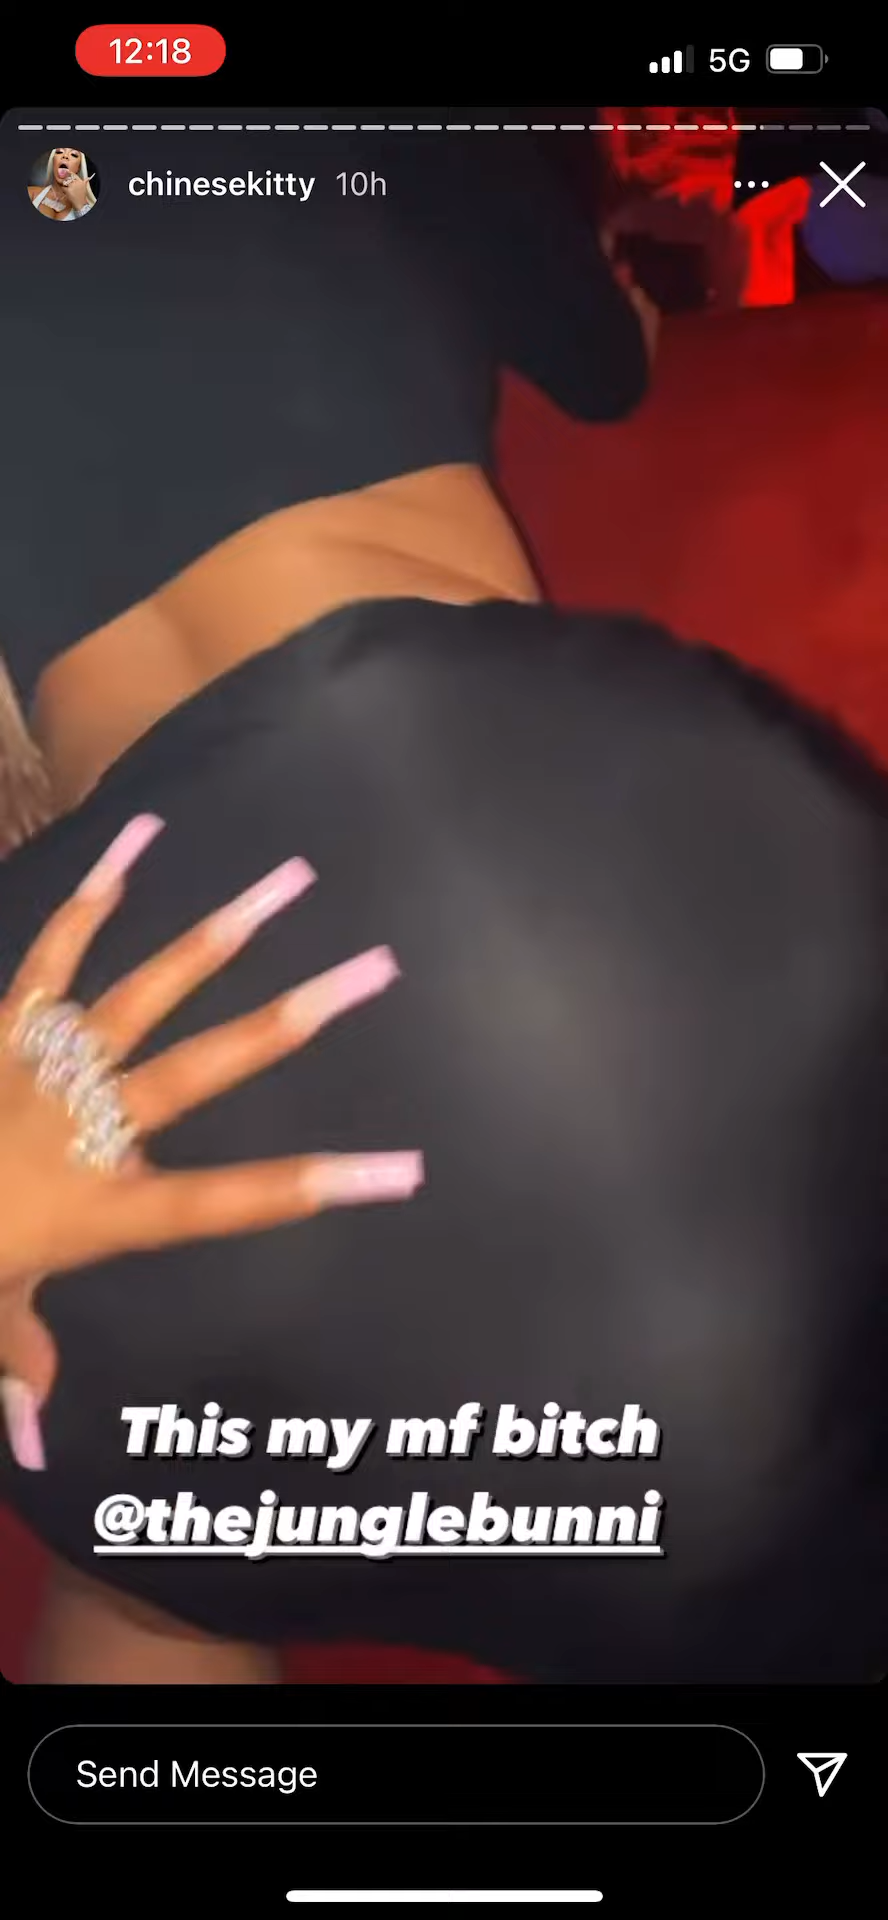 12:18
5G
chinesekitty 10h
This my mf bitch
@thejunglebunni
Send Message